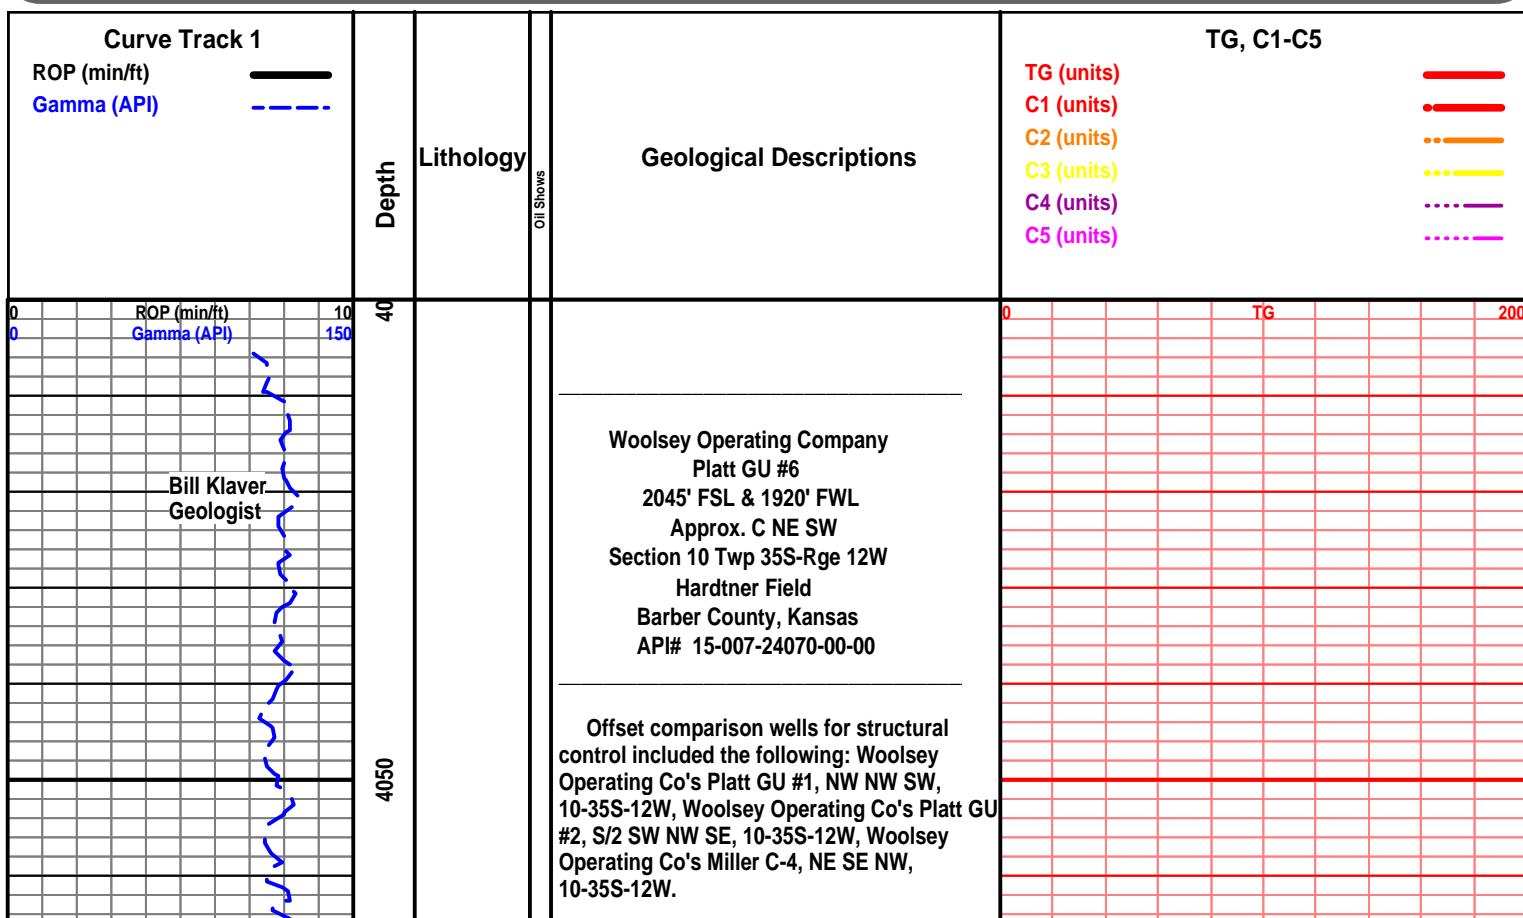 Curve Track 1
ROP (min/ft)
Gamma (API)
Depth
Lithology
Oil Shows
Geological Descriptions
TG, C1-C5
TG (units)
C1 (units)
C2 (units)
C3 (units)
C4 (units)
C5 (units)
0 ROP (min/ft) 10
0 Gamma (API) 150
40
0 TG 200
Bill Klaver
Geologist
Woolsey Operating Company
Platt GU #6
2045' FSL & 1920' FWL
Approx. C NE SW
Section 10 Twp 35S-Rge 12W
Hardtner Field
Barber County, Kansas
API# 15-007-24070-00-00
4050
Offset comparison wells for structural
control included the following: Woolsey
Operating Co's Platt GU #1, NW NW SW,
10-35S-12W, Woolsey Operating Co's Platt GU
#2, S/2 SW NW SE, 10-35S-12W, Woolsey
Operating Co's Miller C-4, NE SE NW,
10-35S-12W.